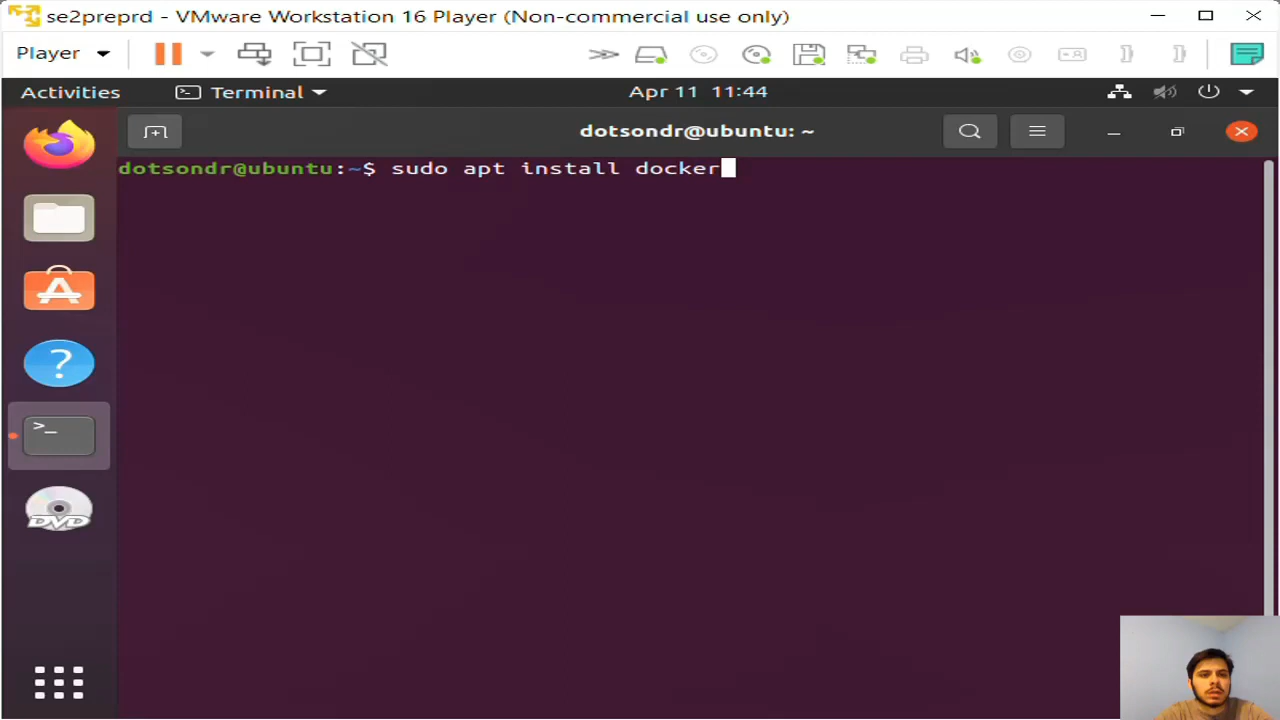 se2preprd - VMware Workstation 16 Player (Non-commercial use only)
Player
Activities
Terminal
Apr 11 11:44
dotsondr@ubuntu: ~
dotsondr@ubuntu:~$ sudo apt install docker
?
>_
DVD